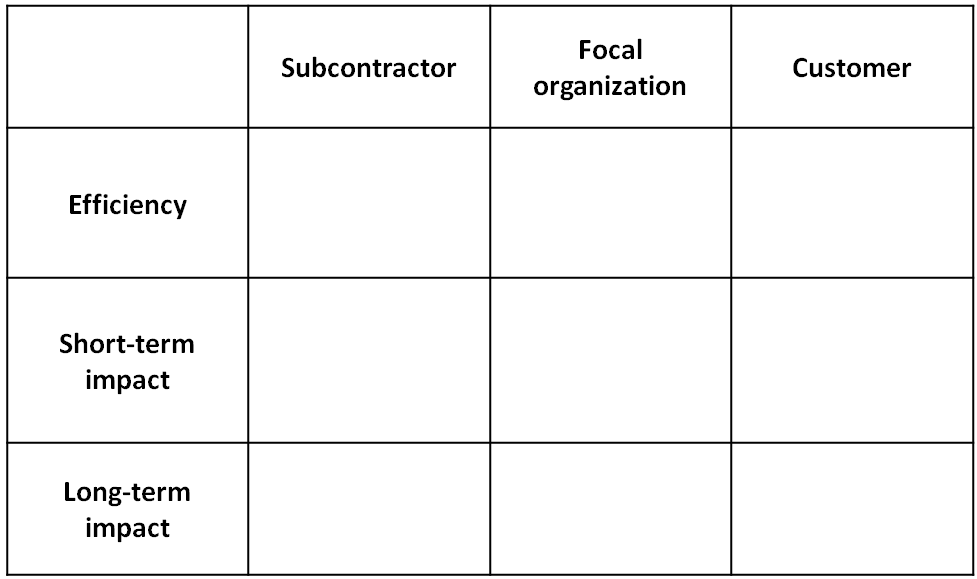 Subcontractor
Focal
organization
Customer
Efficiency
Short-term
impact
Long-term
impact